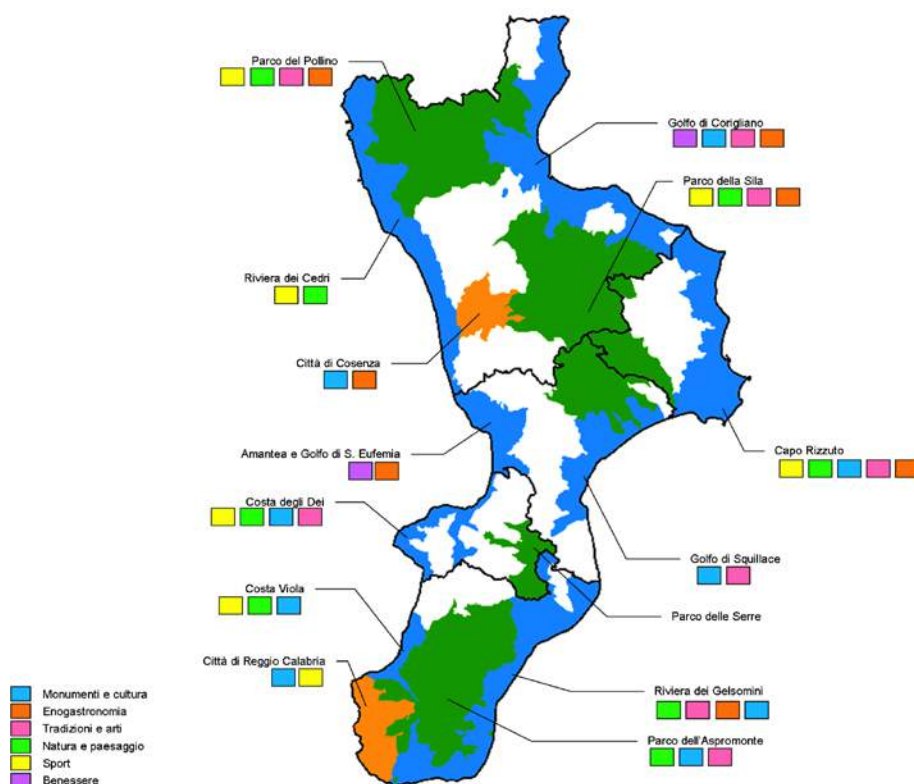 Parco del Pollino
Golfo di Corigliano
Parco della Sila
Riviera dei Cedri
Città di Cosenza
Amantea e Golfo di S. Eufemia
Capo Rizzuto
Costa degli Dei
Golfo di Squillace
Costa Viola
Parco delle Serre
Città di Reggio Calabria
Riviera dei Gelsomini
Parco dell'Aspromonte
Monumenti e cultura
Enogastronomia
Tradizioni e arti
Natura e paesaggio
Sport
Benessere